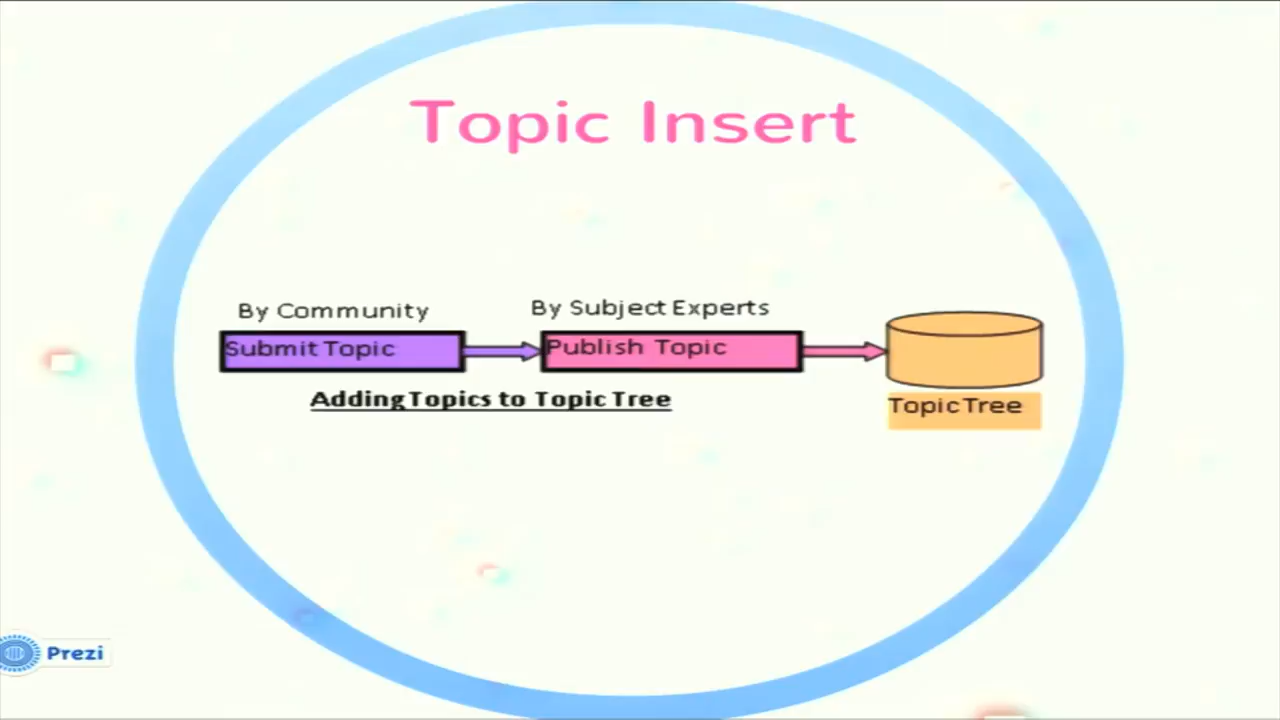 Topic Insert
By Community
By Subject Experts
Submit Topic
Publish Topic
Adding Topics to Topic Tree
Topic Tree
Prezi